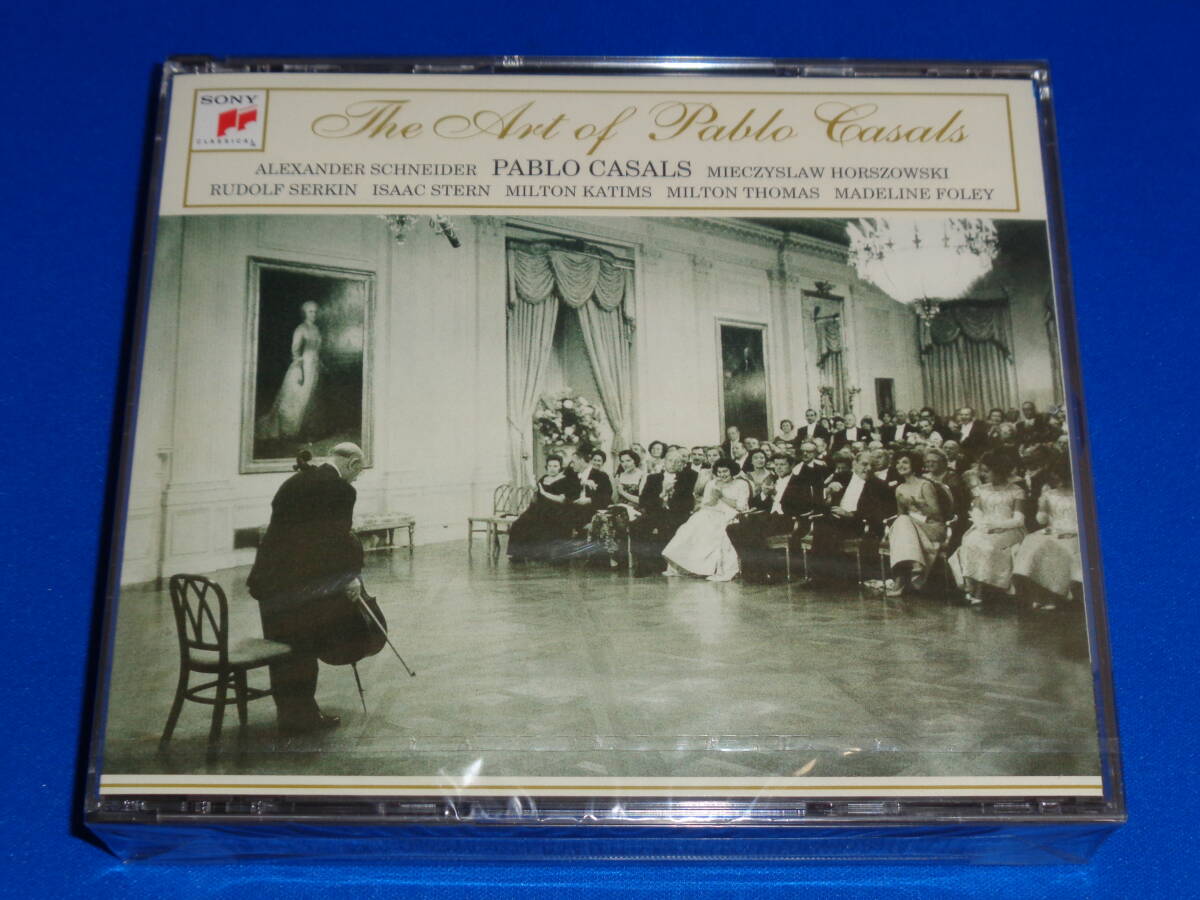 SONY
CLASSICAL
The Art of Pablo Casals
ALEXANDER SCHNEIDER PABLO CASALS MIECZYSLAW HORSZOWSKI
RUDOLF SERKIN ISAAC STERN MILTON KATIMS MILTON THOMAS MADELINE FOLEY